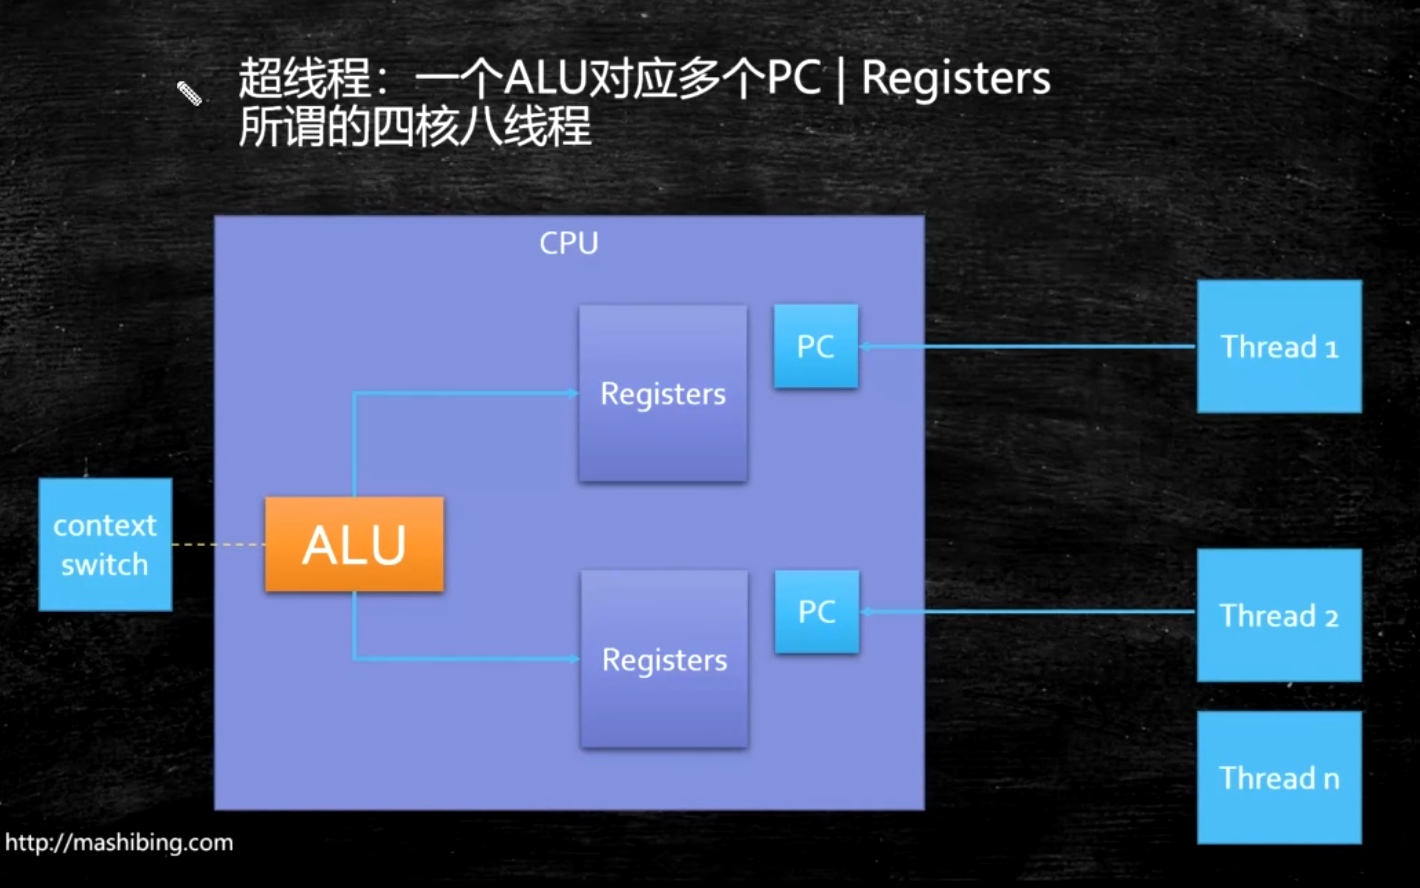 超线程：一个ALU对应多个PC | Registers
所谓的四核八线程
CPU
Registers
PC
Thread 1
context
switch
ALU
Registers
PC
Thread 2
Thread n
http://mashibing.com